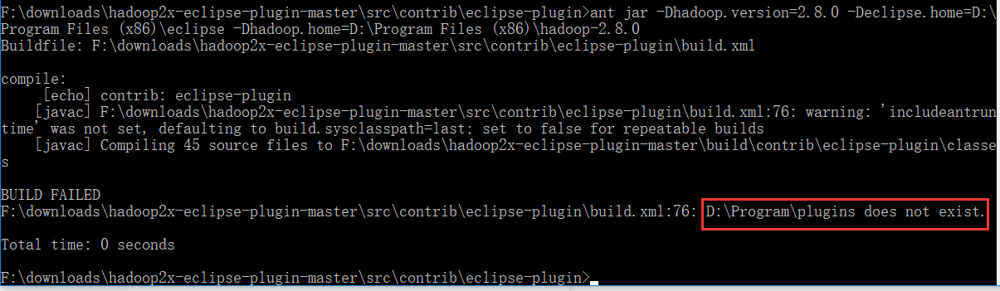 F:\downloads\hadoop2x-eclipse-plugin-master\src\contrib\eclipse-plugin>ant jar -Dhadoop.version=2.8.0 -Declipse.home=D:\
Program Files (x86)\eclipse -Dhadoop.home=D:\Program Files (x86)\hadoop-2.8.0
Buildfile: F:\downloads\hadoop2x-eclipse-plugin-master\src\contrib\eclipse-plugin\build.xml
compile:
[echo] contrib: eclipse-plugin
[javac] F:\downloads\hadoop2x-eclipse-plugin-master\src\contrib\eclipse-plugin\build.xml:76: warning: 'includeantrun
time' was not set, defaulting to build.sysclasspath=last; set to false for repeatable builds
[javac] Compiling 45 source files to F:\downloads\hadoop2x-eclipse-plugin-master\build\contrib\eclipse-plugin\classe
s
BUILD FAILED
F:\downloads\hadoop2x-eclipse-plugin-master\src\contrib\eclipse-plugin\build.xml:76: D:\Program\plugins does not exist.
Total time: 0 seconds
F:\downloads\hadoop2x-eclipse-plugin-master\src\contrib\eclipse-plugin>